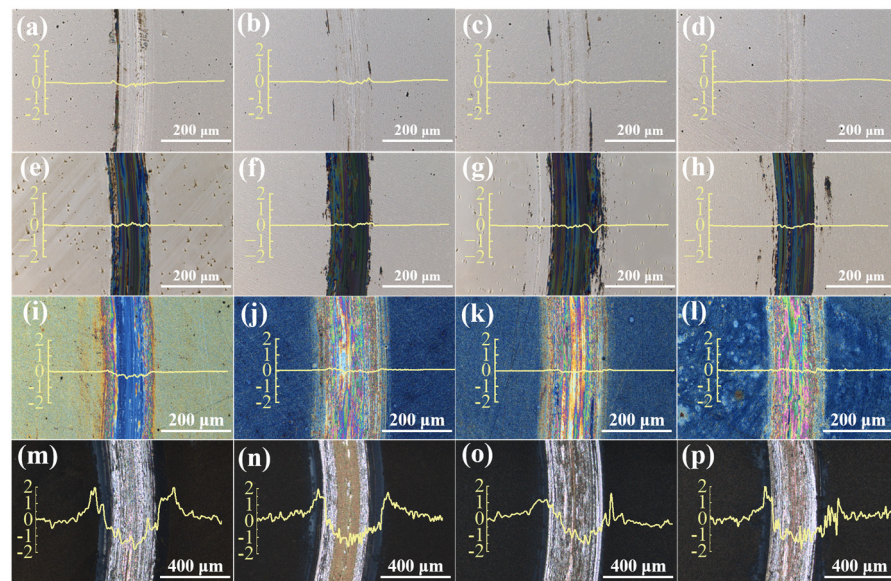 (a) (b) (c) (d)
2 2 2 2
1 1 1 1
0 0 0 0
-1 -1 -1 -1
-2 -2 -2 -2
200 µm 200 µm 200 µm 200 µm
(e) (f) (g) (h)
2 2 2 2
1 1 1 1
0 0 0 0
-1 -1 -1 -1
-2 -2 -2 -2
200 µm 200 µm 200 µm 200 µm
(i) (j) (k) (l)
2 2 2 2
1 1 1 1
0 0 0 0
-1 -1 -1 -1
-2 -2 -2 -2
200 µm 200 µm 200 µm 200 µm
(m) (n) (o) (p)
2 2 2 2
1 1 1 1
0 0 0 0
-1 -1 -1 -1
-2 -2 -2 -2
400 µm 400 µm 400 µm 400 µm